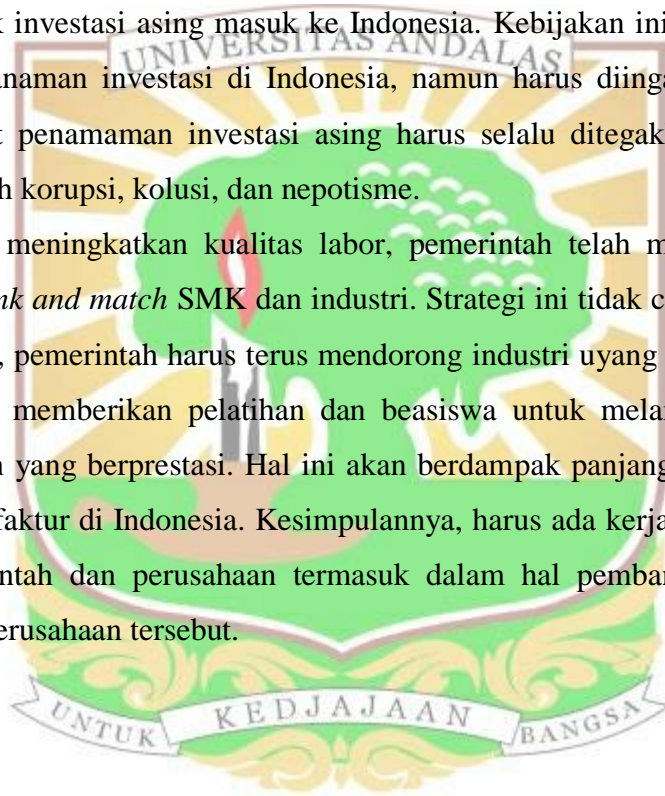 k investasi asing masuk ke Indonesia. Kebijakan ini
UNIVERSITAS ANDALAS
anaman investasi di Indonesia, namun harus diinga
t penamaman investasi asing harus selalu ditegak
h korupsi, kolusi, dan nepotisme.
meningkatkan kualitas labor, pemerintah telah m
nk and match SMK dan industri. Strategi ini tidak c
, pemerintah harus terus mendorong industri uyang
memberikan pelatihan dan beasiswa untuk mela
n yang berprestasi. Hal ini akan berdampak panjang
faktur di Indonesia. Kesimpulannya, harus ada kerja
ntah dan perusahaan termasuk dalam hal pembar
erusahaan tersebut.
UNTUK KEDJAJAAN BANGSA